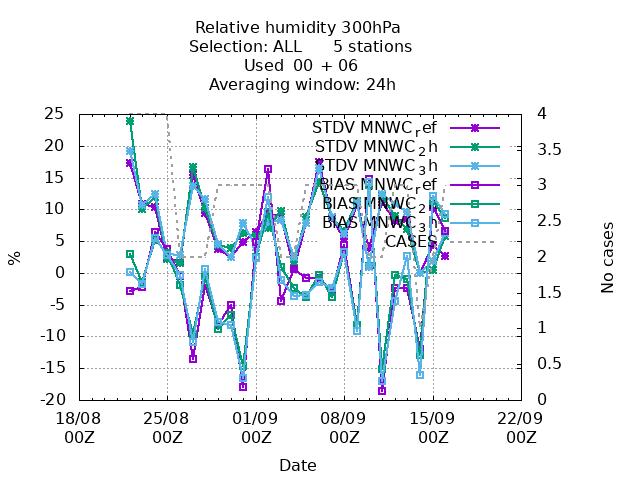 Relative humidity 300hPa
Selection: ALL 5 stations
Used 00 + 06
Averaging window: 24h
STDV MNWC_ref
STDV MNWC_2h
STDV MNWC_3h
BIAS MNWC_ref
BIAS MNWC_2h
BIAS MNWC_3h
CASES
25
20
15
10
5
0
-5
-10
-15
-20
%
4
3.5
3
2.5
2
1.5
1
0.5
0
No cases
18/08 25/08 01/09 08/09 15/09 22/09
00Z 00Z 00Z 00Z 00Z 00Z
Date